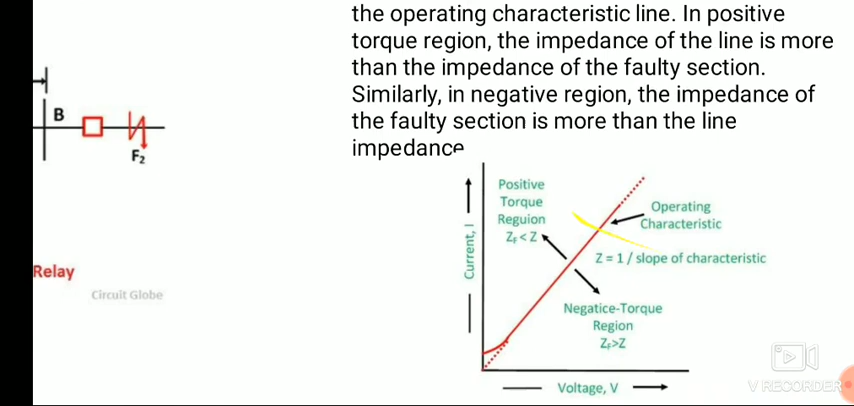 the operating characteristic line. In positive
torque region, the impedance of the line is more
than the impedance of the faulty section.
Similarly, in negative region, the impedance of
the faulty section is more than the line
impedance
B
F₂
Relay
Circuit Globe
Positive
Torque
Reguion
Z_F < Z
Operating
Characteristic
Z = 1 / slope of characteristic
Current, I
Negatice-Torque
Region
Z_F>Z
Voltage, V
V RECORDER